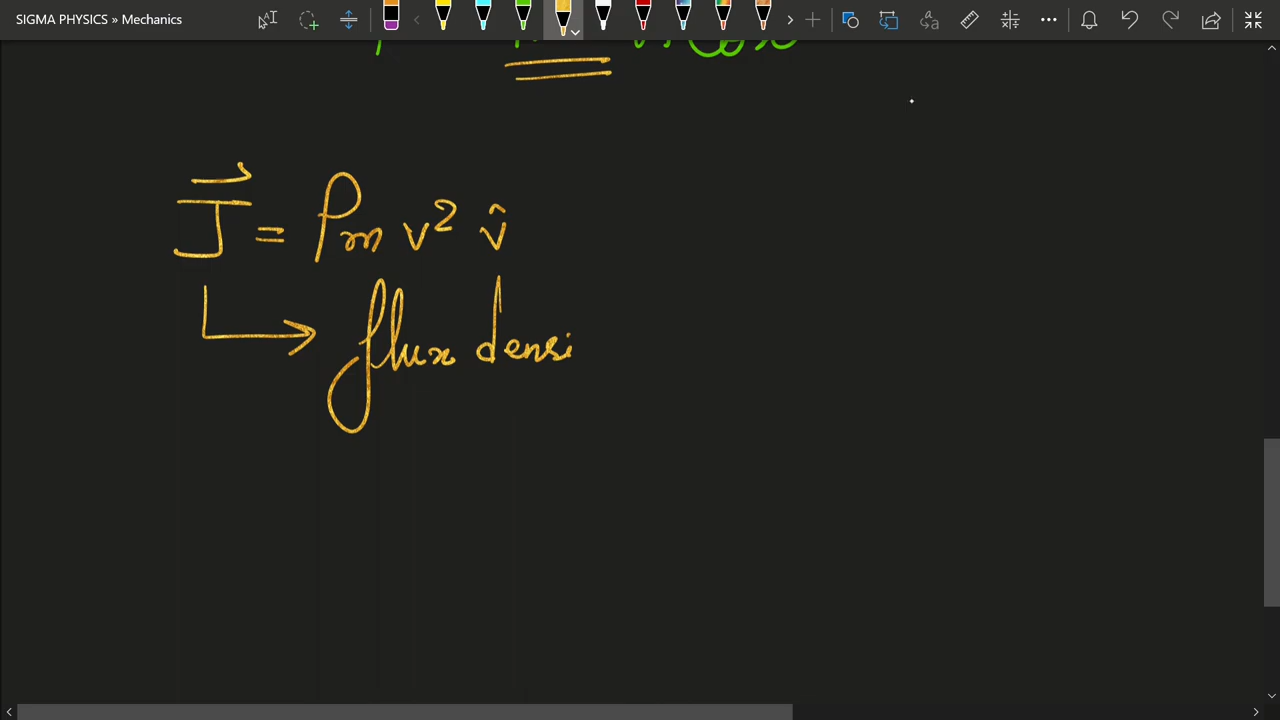 SIGMA PHYSICS » Mechanics
J⃗ = ρₘ v² v̂
↳ flux densi